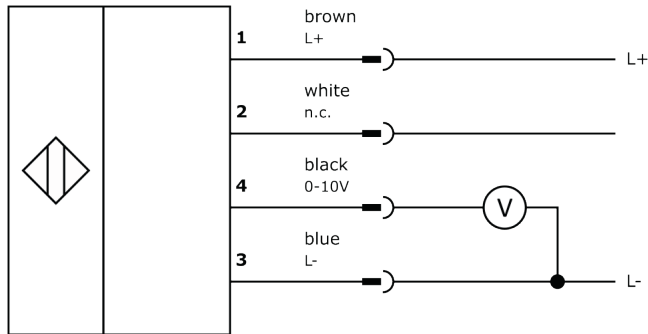 brown
1 L+ L+
white
2 n.c.
black
4 0-10V V
blue
3 L- L-